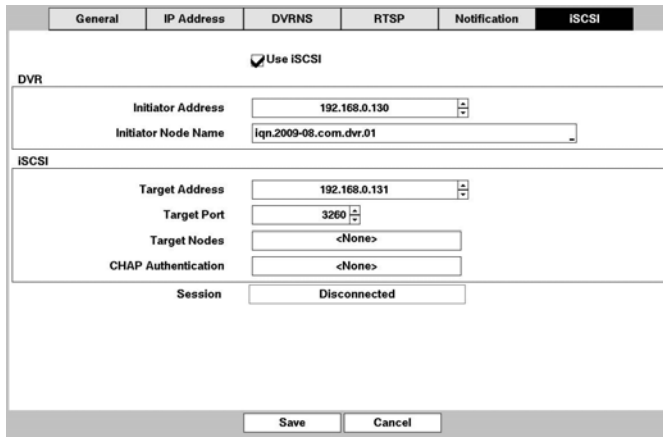 General IP Address DVRNS RTSP Notification iSCSI
Use iSCSI
DVR
Initiator Address 192.168.0.130
Initiator Node Name iqn.2009-08.com.dvr.01
iSCSI
Target Address 192.168.0.131
Target Port 3260
Target Nodes <None>
CHAP Authentication <None>
Session Disconnected
Save Cancel